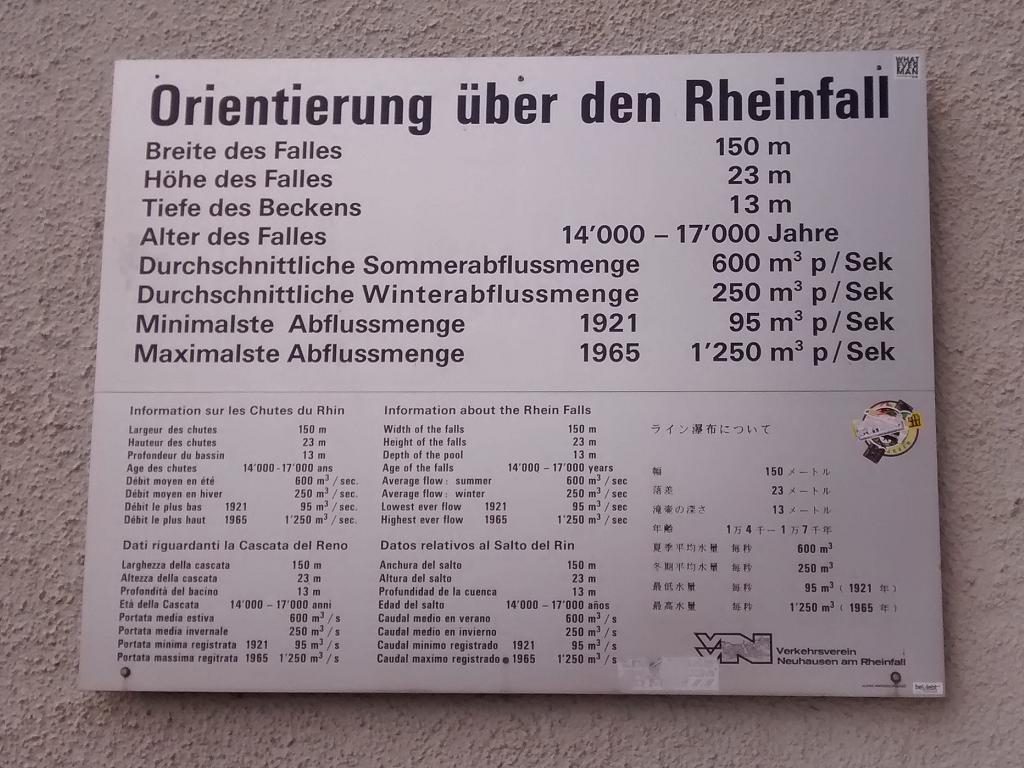 WHAT
EVER
MAN
Orientierung über den Rheinfall
Breite des Falles 150 m
Höhe des Falles 23 m
Tiefe des Beckens 13 m
Alter des Falles 14'000 – 17'000 Jahre
Durchschnittliche Sommerabflussmenge 600 m³ p/Sek
Durchschnittliche Winterabflussmenge 250 m³ p/Sek
Minimalste Abflussmenge 1921 95 m³ p/Sek
Maximalste Abflussmenge 1965 1'250 m³ p/Sek
Information sur les Chutes du Rhin
Largeur des chutes 150 m
Hauteur des chutes 23 m
Profondeur du bassin 13 m
Age des chutes 14'000-17'000 ans
Débit moyen en été 600 m³/sec.
Débit moyen en hiver 250 m³/sec.
Débit le plus bas 1921 95 m³/sec.
Débit le plus haut 1965 1'250 m³/sec.
Information about the Rhein Falls
Width of the falls 150 m
Height of the falls 23 m
Depth of the pool 13 m
Age of the falls 14'000 – 17'000 years
Average flow: summer 600 m³/sec
Average flow: winter 250 m³/sec
Lowest ever flow 1921 95 m³/sec
Highest ever flow 1965 1'250 m³/sec
Dati riguardanti la Cascata del Reno
Larghezza della cascata 150 m
Altezza della cascata 23 m
Profondità del bacino 13 m
Età della Cascata 14'000 – 17'000 anni
Portata media estiva 600 m³/s
Portata media invernale 250 m³/s
Portata minima registrata 1921 95 m³/s
Portata massima regitrata 1965 1'250 m³/s
Datos relativos al Salto del Rin
Anchura del salto 150 m
Altura del salto 23 m
Profundidad de la cuenca 13 m
Edad del salto 14'000 – 17'000 años
Caudal medio en verano 600 m³/s
Caudal medio en invierno 250 m³/s
Caudal minimo registrado 1921 95 m³/s
Caudal maximo registrado 1965 1'250 m³/s
ライン瀑布について
幅 150 メートル
落差 23 メートル
滝壷の深さ 13 メートル
年齢 1万4千ー1万7千年
夏季平均水量 毎秒 600 m³
冬期平均水量 毎秒 250 m³
最低水量 毎秒 95 m³ (1921 年)
最高水量 毎秒 1'250 m³ (1965 年)
VVN
Verkehrsverein
Neuhausen am Rheinfall